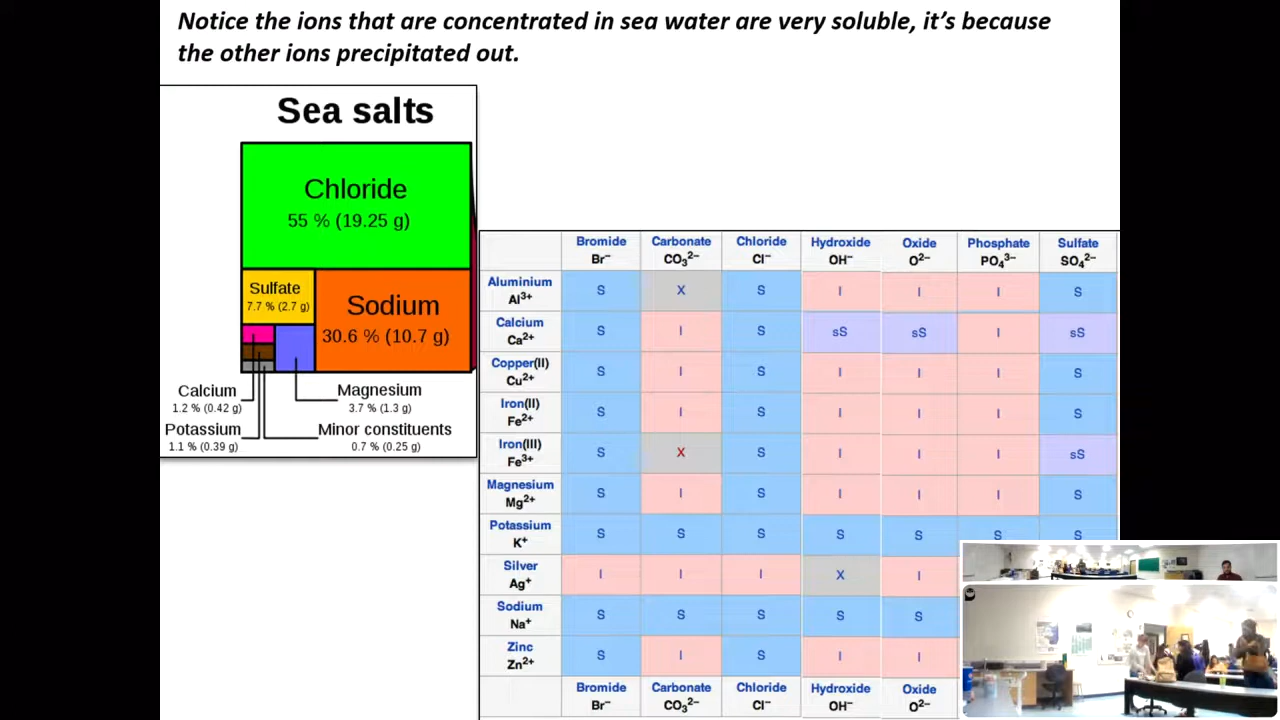 Notice the ions that are concentrated in sea water are very soluble, it's because
the other ions precipitated out.
Sea salts
Chloride
55 % (19.25 g)
Sulfate
7.7 % (2.7 g)
Sodium
30.6 % (10.7 g)
Calcium
1.2 % (0.42 g)
Magnesium
3.7 % (1.3 g)
Potassium
1.1 % (0.39 g)
Minor constituents
0.7 % (0.25 g)
Bromide Carbonate Chloride Hydroxide Oxide Phosphate Sulfate
Br⁻ CO₃²⁻ Cl⁻ OH⁻ O²⁻ PO₄³⁻ SO₄²⁻
Aluminium
Al³⁺ S X S I I I S
Calcium
Ca²⁺ S I S sS sS I sS
Copper(II)
Cu²⁺ S I S I I I S
Iron(II)
Fe²⁺ S I S I I I S
Iron(III)
Fe³⁺ S X S I I I sS
Magnesium
Mg²⁺ S I S I I I S
Potassium
K⁺ S S S S S S S
Silver
Ag⁺ I I I X I
Sodium
Na⁺ S S S S S
Zinc
Zn²⁺ S I S I I
Bromide Carbonate Chloride Hydroxide Oxide
Br⁻ CO₃²⁻ Cl⁻ OH⁻ O²⁻